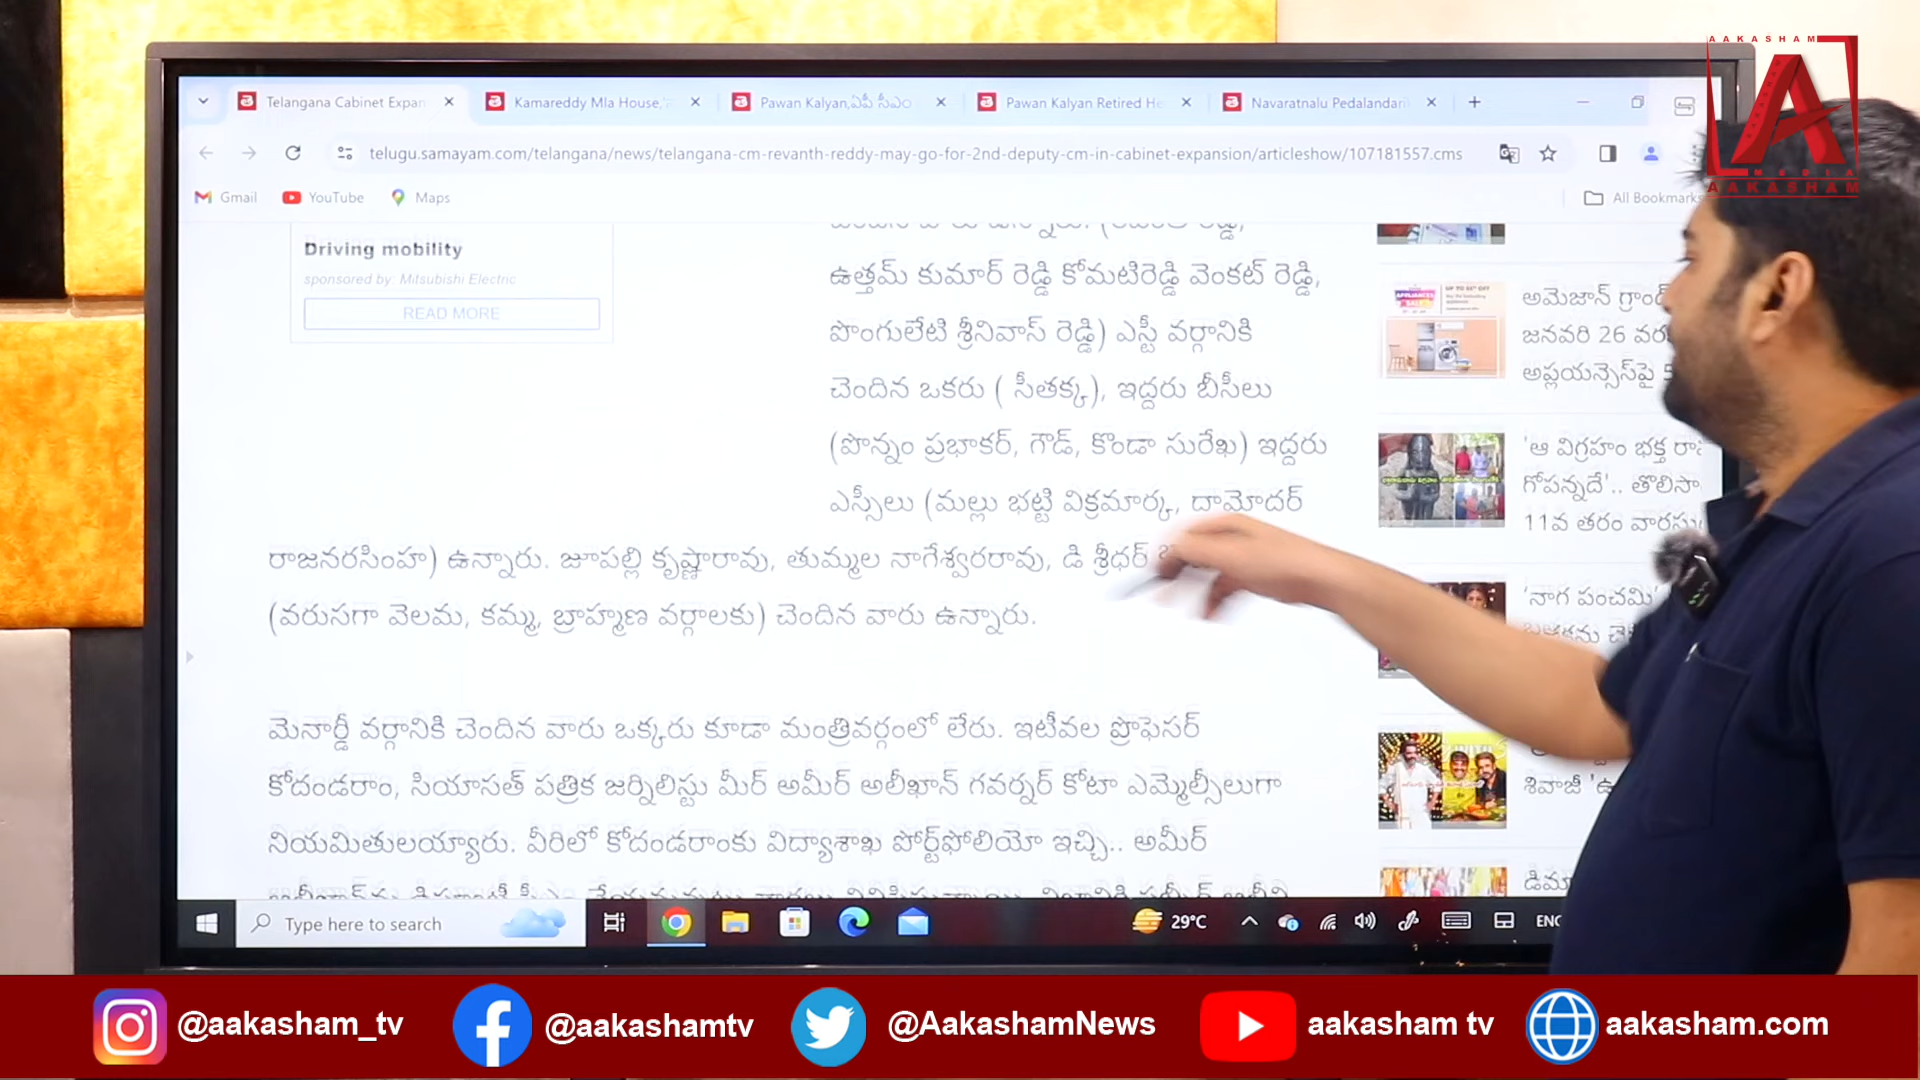 AAKASHAM
MEDIA
AAKASHAM
Telangana Cabinet Expan
Kamareddy Mla House,
Pawan Kalyan,ఏపీ సీఎం
Pawan Kalyan Retired He
Navaratnalu Pedalandari
telugu.samayam.com/telangana/news/telangana-cm-revanth-reddy-may-go-for-2nd-deputy-cm-in-cabinet-expansion/articleshow/107181557.cms
Gmail
YouTube
Maps
All Bookmarks
Driving mobility
sponsored by: Mitsubishi Electric
READ MORE
ఉత్తమ్ కుమార్ రెడ్డి కోమటిరెడ్డి వెంకట్ రెడ్డి,
పొంగులేటి శ్రీనివాస్ రెడ్డి) ఎస్టీ వర్గానికి
చెందిన ఒకరు ( సీతక్క), ఇద్దరు బీసీలు
(పొన్నం ప్రభాకర్, గౌడ్, కొండా సురేఖ) ఇద్దరు
ఎస్సీలు (మల్లు భట్టి విక్రమార్క, దామోదర్
రాజనరసింహ) ఉన్నారు. జూపల్లి కృష్ణారావు, తుమ్మల నాగేశ్వరరావు, డి శ్రీధర్
(వరుసగా వెలమ, కమ్మ, బ్రాహ్మణ వర్గాలకు) చెందిన వారు ఉన్నారు.
మెనార్టీ వర్గానికి చెందిన వారు ఒక్కరు కూడా మంత్రివర్గంలో లేరు. ఇటీవల ప్రొఫెసర్
కోదండరాం, సియాసత్ పత్రిక జర్నిలిస్టు మీర్ అమీర్ అలీఖాన్ గవర్నర్ కోటా ఎమ్మెల్సీలుగా
నియమితులయ్యారు. వీరిలో కోదండరాంకు విద్యాశాఖ పోర్ట్‌ఫోలియో ఇచ్చి.. అమీర్
అమెజాన్ గ్రాండ్
జనవరి 26 వర
అప్లయన్సెస్‌పై
'ఆ విగ్రహం భక్త రా
గోపన్నదే'.. తొలిసా
11వ తరం వారసు
'నాగ పంచమి'
శివాజీ
డిమా
Type here to search
29°C
ENG
@aakasham_tv
@aakashamtv
@AakashamNews
aakasham tv
aakasham.com